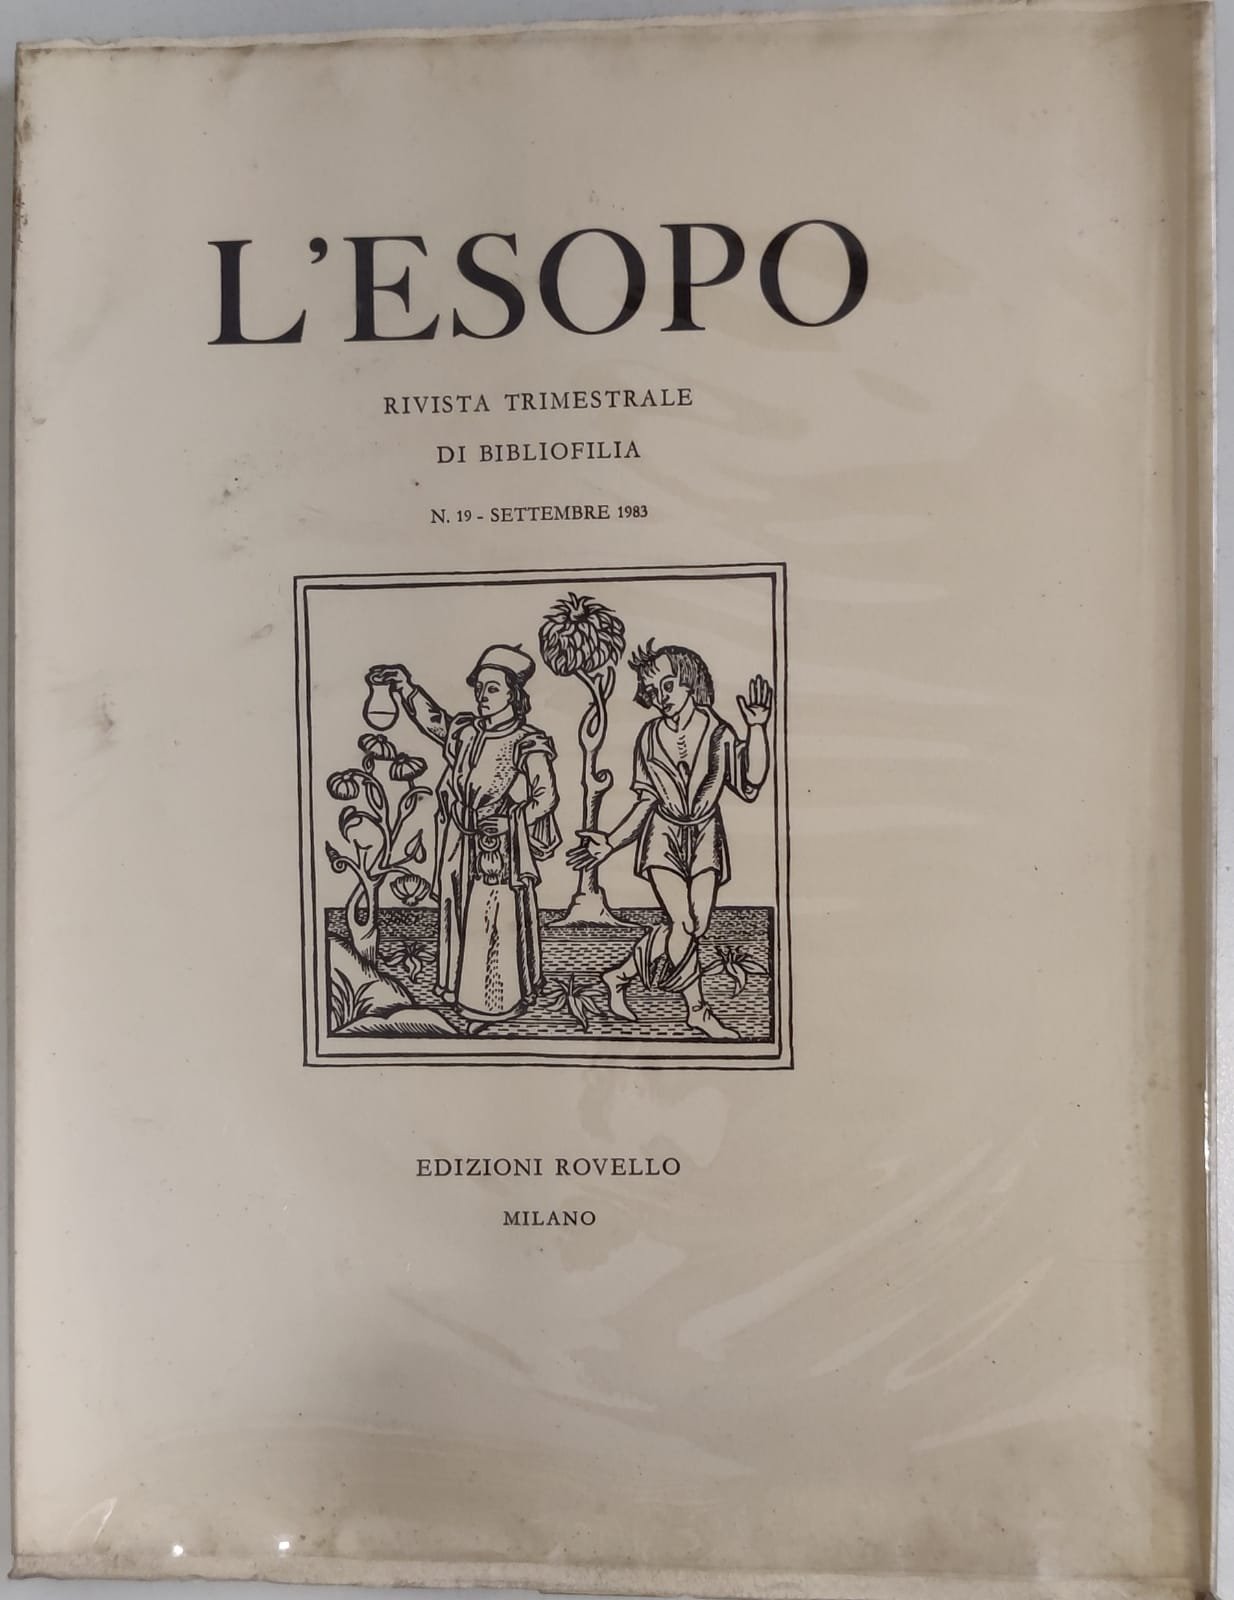 L'ESOPO
RIVISTA TRIMESTRALE
DI BIBLIOFILIA
N. 19 - SETTEMBRE 1983
EDIZIONI ROVELLO
MILANO